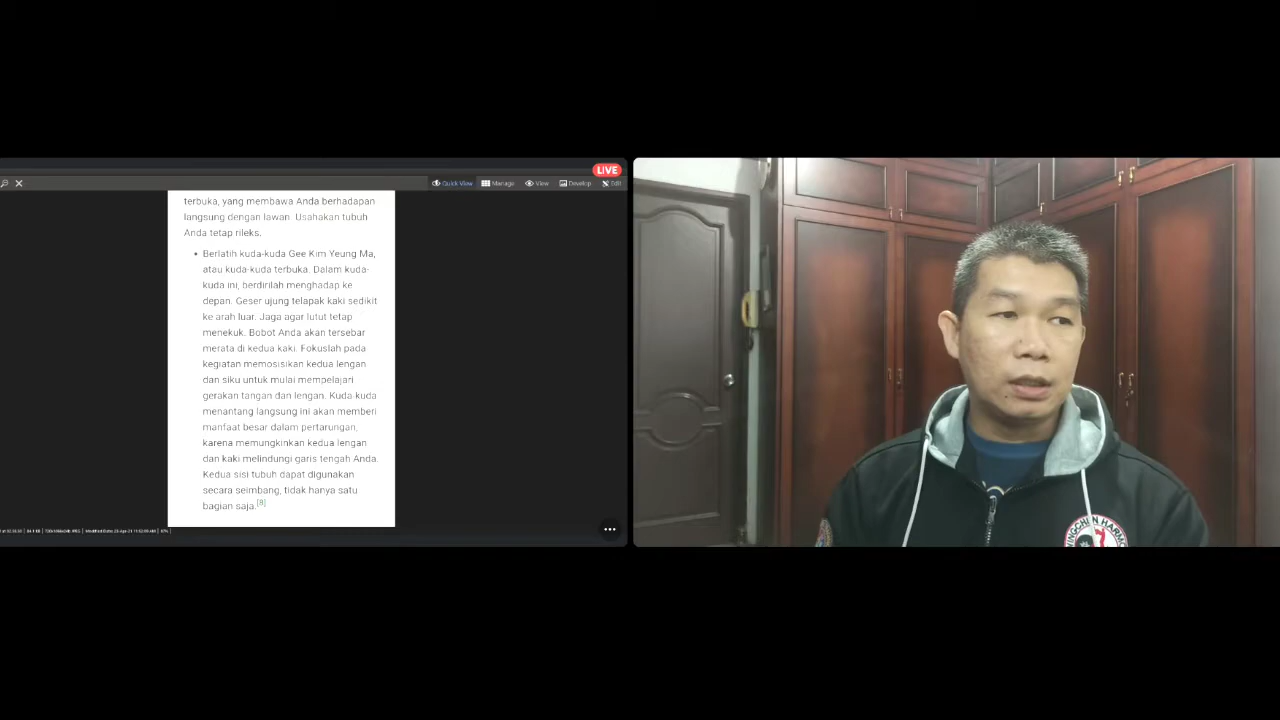 LIVE
Quick View Manage View Develop Edit
terbuka, yang membawa Anda berhadapan
langsung dengan lawan. Usahakan tubuh
Anda tetap rileks.
• Berlatih kuda-kuda Gee Kim Yeung Ma,
atau kuda-kuda terbuka. Dalam kuda-
kuda ini, berdirilah menghadap ke
depan. Geser ujung telapak kaki sedikit
ke arah luar. Jaga agar lutut tetap
menekuk. Bobot Anda akan tersebar
merata di kedua kaki. Fokuslah pada
kegiatan memosisikan kedua lengan
dan siku untuk mulai mempelajari
gerakan tangan dan lengan. Kuda-kuda
menantang langsung ini akan memberi
manfaat besar dalam pertarungan,
karena memungkinkan kedua lengan
dan kaki melindungi garis tengah Anda.
Kedua sisi tubuh dapat digunakan
secara seimbang, tidak hanya satu
bagian saja.[8]